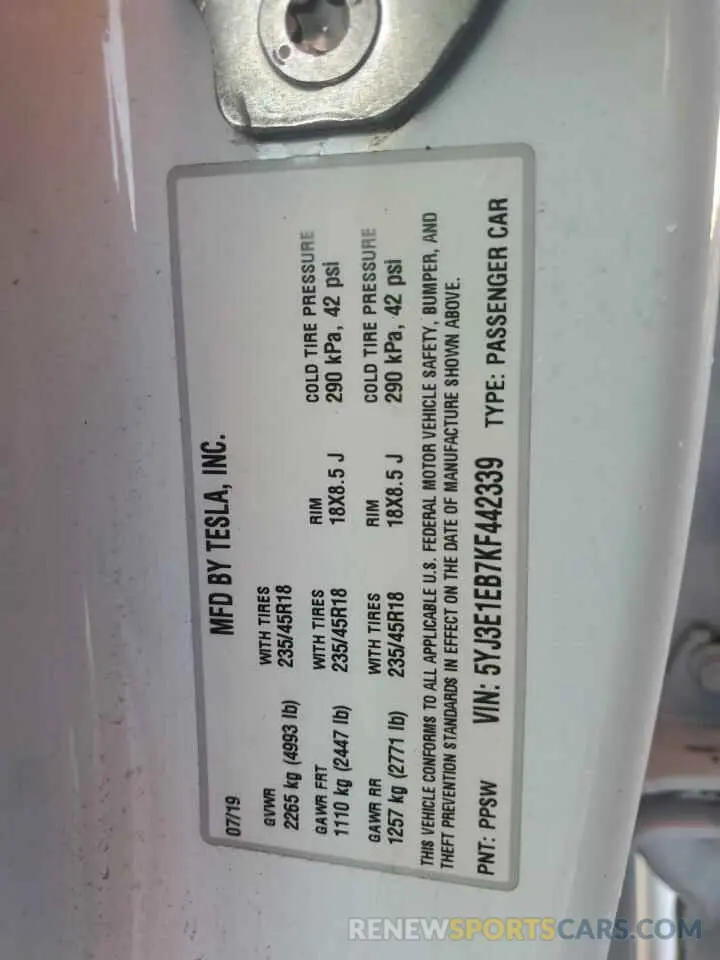 MFD BY TESLA, INC.
07/19
GVWR WITH TIRES
2265 kg (4993 lb) 235/45R18
GAWR FRT WITH TIRES RIM COLD TIRE PRESSURE
1110 kg (2447 lb) 235/45R18 18X8.5 J 290 kPa, 42 psi
GAWR RR WITH TIRES RIM COLD TIRE PRESSURE
1257 kg (2771 lb) 235/45R18 18X8.5 J 290 kPa, 42 psi
THIS VEHICLE CONFORMS TO ALL APPLICABLE U.S. FEDERAL MOTOR VEHICLE SAFETY, BUMPER, AND
THEFT PREVENTION STANDARDS IN EFFECT ON THE DATE OF MANUFACTURE SHOWN ABOVE.
PNT: PPSW VIN: 5YJ3E1EB7KF442339 TYPE: PASSENGER CAR
RENEWSPORTSCARS.COM